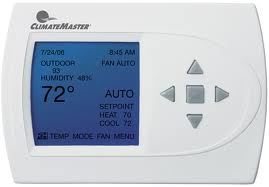 CLIMATEMASTER
7/24/06 8:45 AM
OUTDOOR FAN AUTO
93
HUMIDITY 48%
72° AUTO
SETPOINT
HEAT 70
COOL 72
TEMP MODE FAN MENU